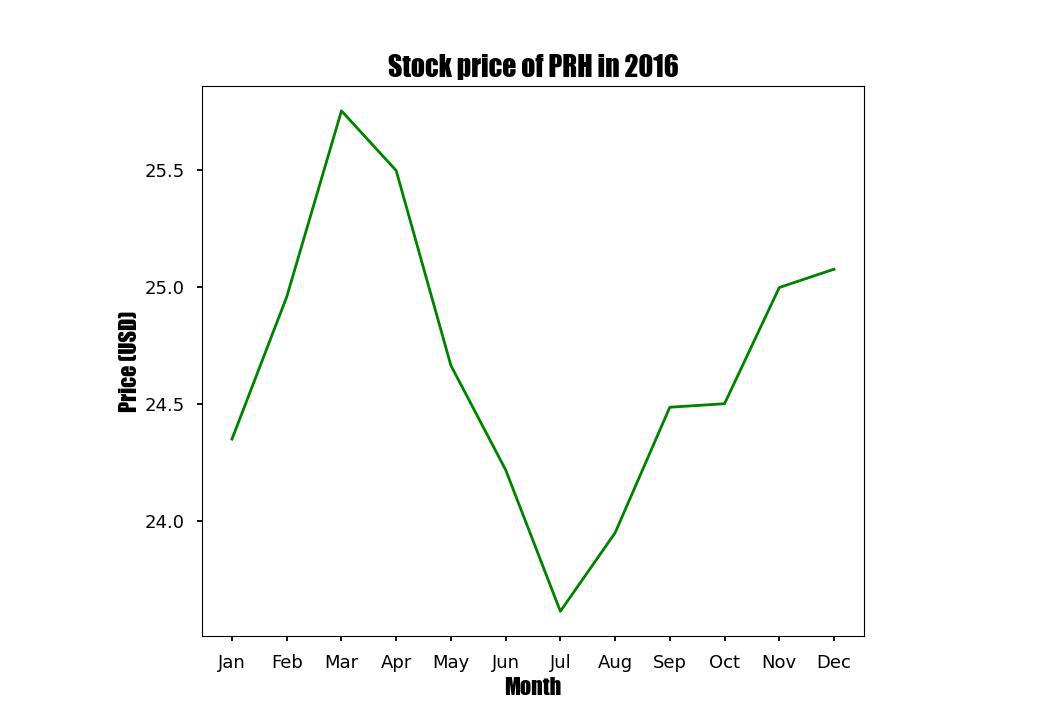 Stock price of PRH in 2016
Price (USD)
25.5
25.0
24.5
24.0
Jan Feb Mar Apr May Jun Jul Aug Sep Oct Nov Dec
Month